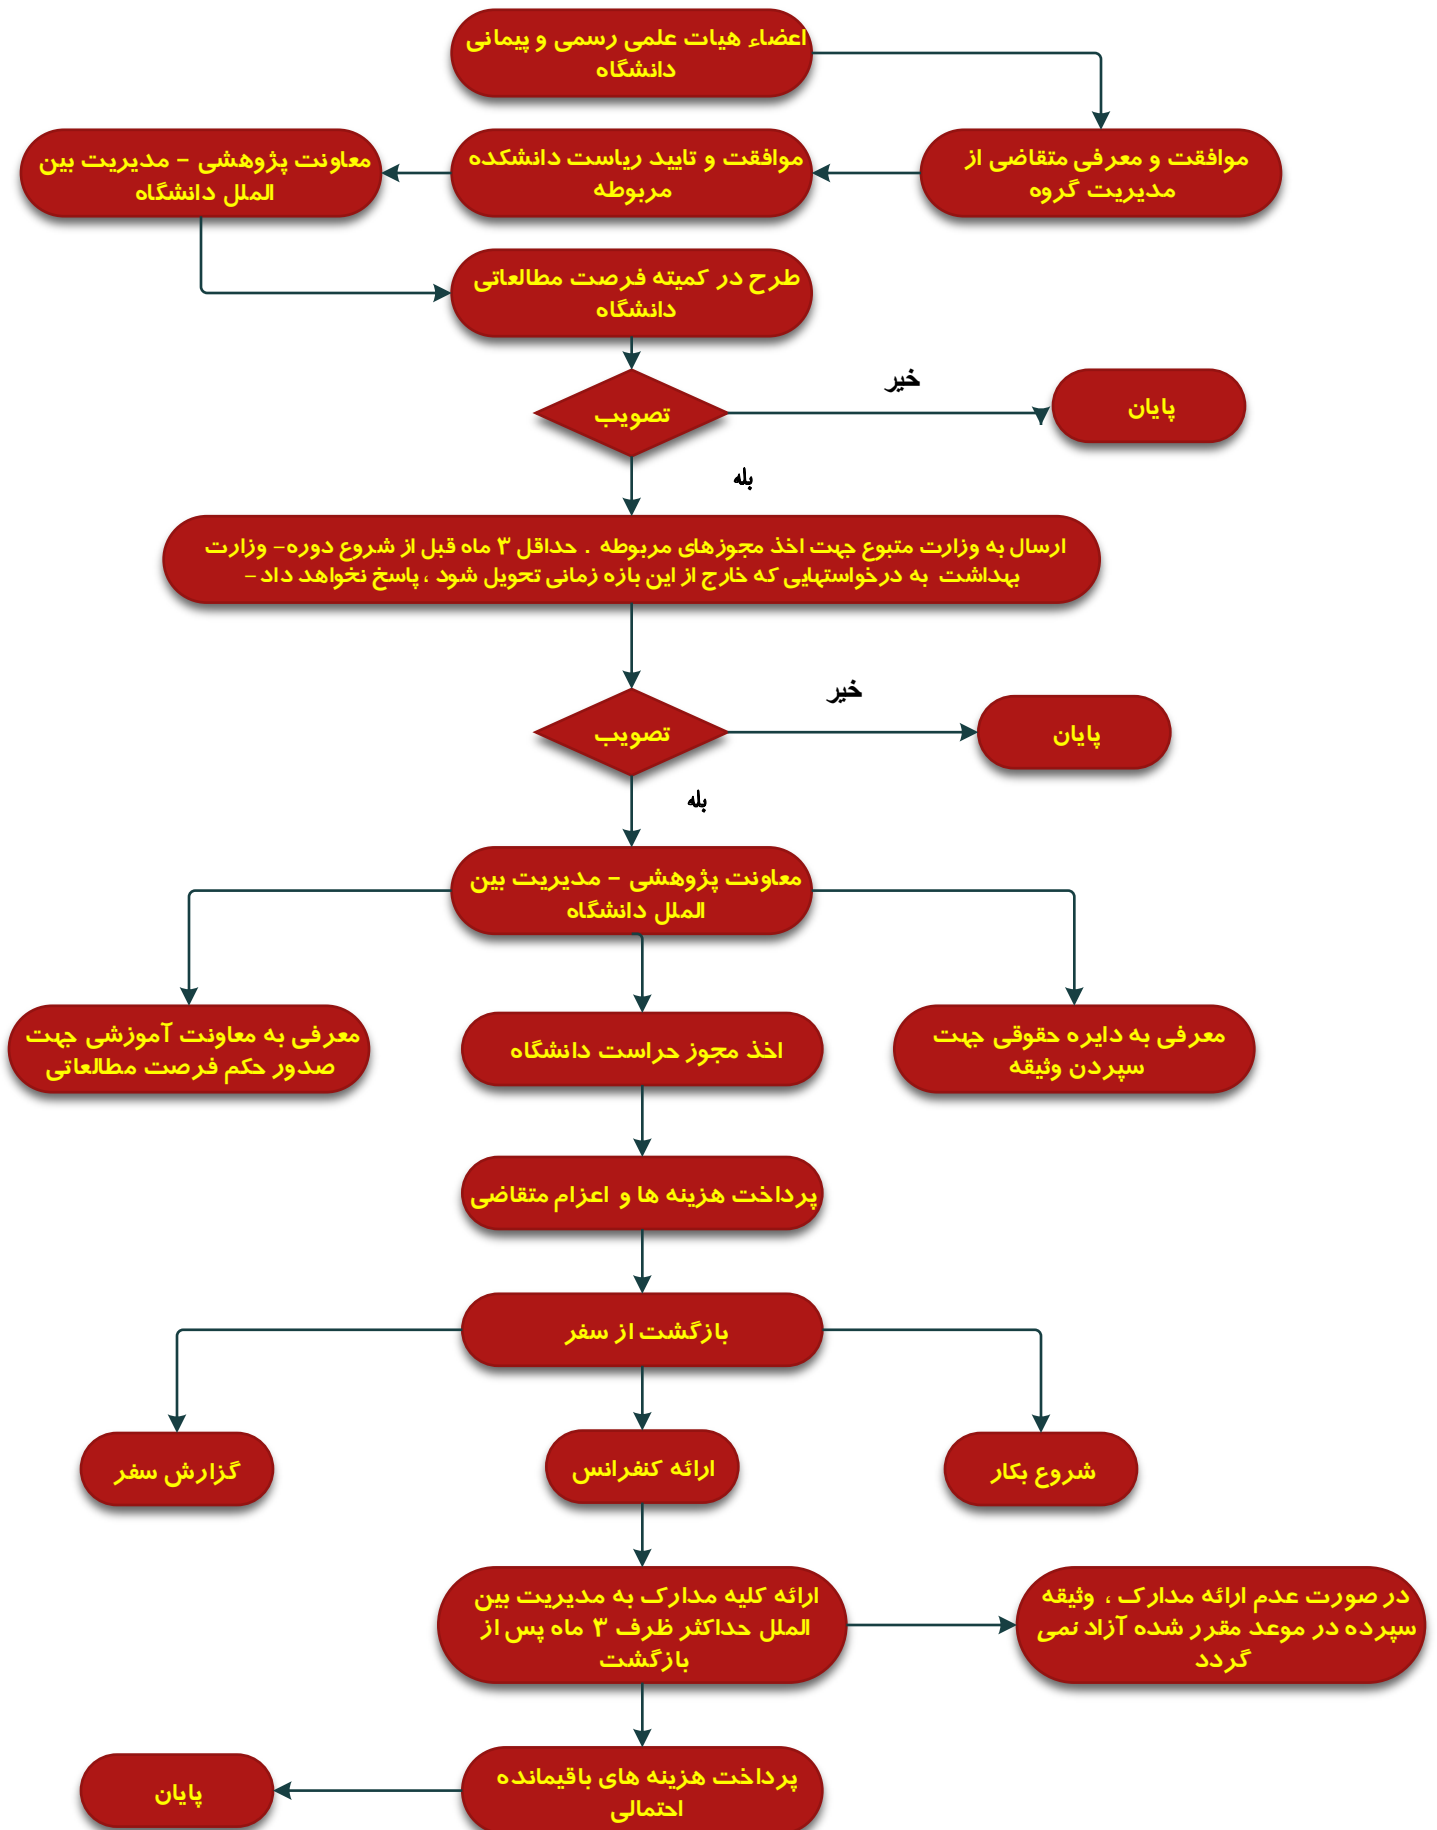 اعضاء هیات علمی رسمی و پیمانی
دانشگاه
موافقت و معرفی متقاضی از
مدیریت گروه
موافقت و تایید ریاست دانشکده
مربوطه
معاونت پژوهشی – مدیریت بین
الملل دانشگاه
طرح در کمیته فرصت مطالعاتی
دانشگاه
تصویب
خیر
پایان
بله
ارسال به وزارت متبوع جهت اخذ مجوزهای مربوطه . حداقل ۳ ماه قبل از شروع دوره– وزارت
بهداشت به درخواستهایی که خارج از این بازه زمانی تحویل شود ، پاسخ نخواهد داد –
تصویب
خیر
پایان
بله
معاونت پژوهشی – مدیریت بین
الملل دانشگاه
معرفی به دایره حقوقی جهت
سپردن وثیقه
اخذ مجوز حراست دانشگاه
معرفی به معاونت آموزشی جهت
صدور حکم فرصت مطالعاتی
پرداخت هزینه ها و اعزام متقاضی
بازگشت از سفر
شروع بکار
ارائه کنفرانس
گزارش سفر
ارائه کلیه مدارک به مدیریت بین
الملل حداکثر ظرف ۳ ماه پس از
بازگشت
در صورت عدم ارائه مدارک ، وثیقه
سپرده در موعد مقرر شده آزاد نمی
گردد
پرداخت هزینه های باقیمانده
احتمالی
پایان